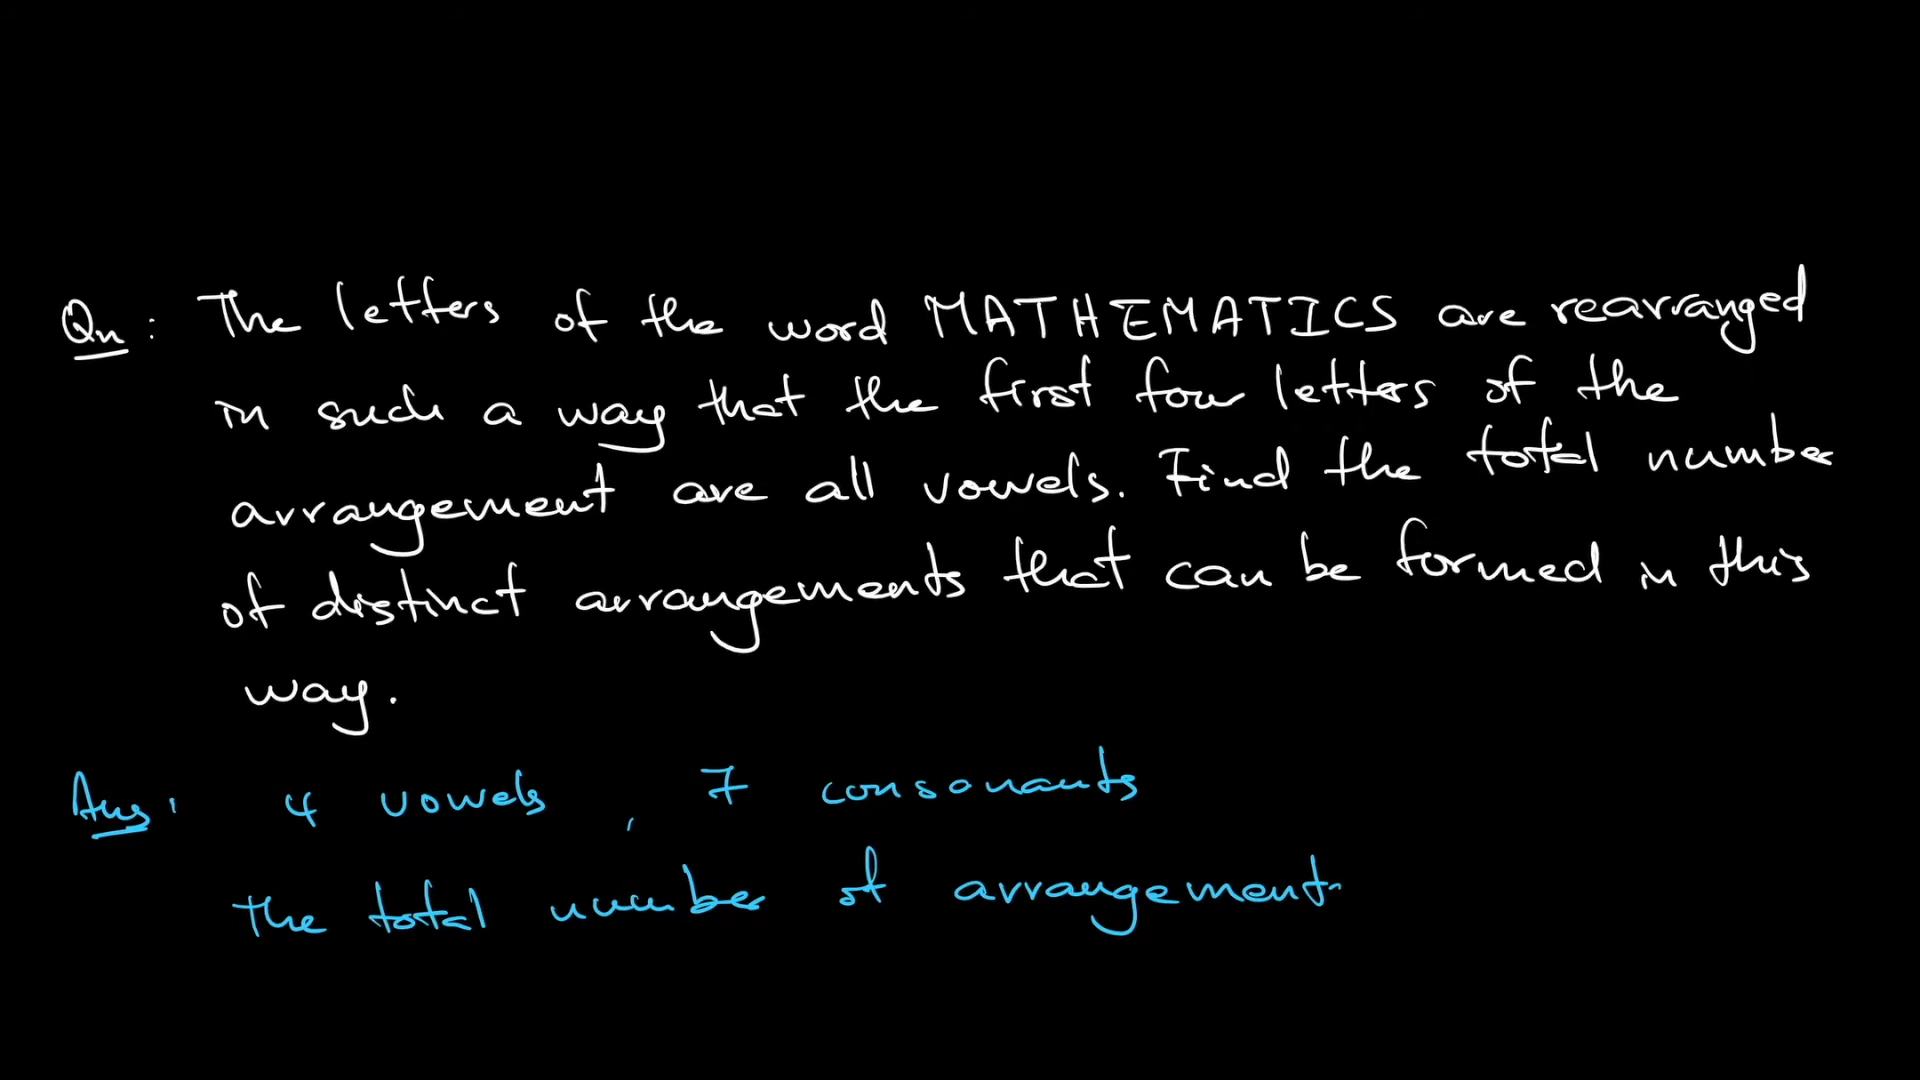 Qn: The letters of the word MATHEMATICS are rearranged
in such a way that the first four letters of the
arrangement are all vowels. Find the total number
of distinct arrangements that can be formed in this
way.
Ans: 4 vowels, 7 consonants
the total number of arrangement